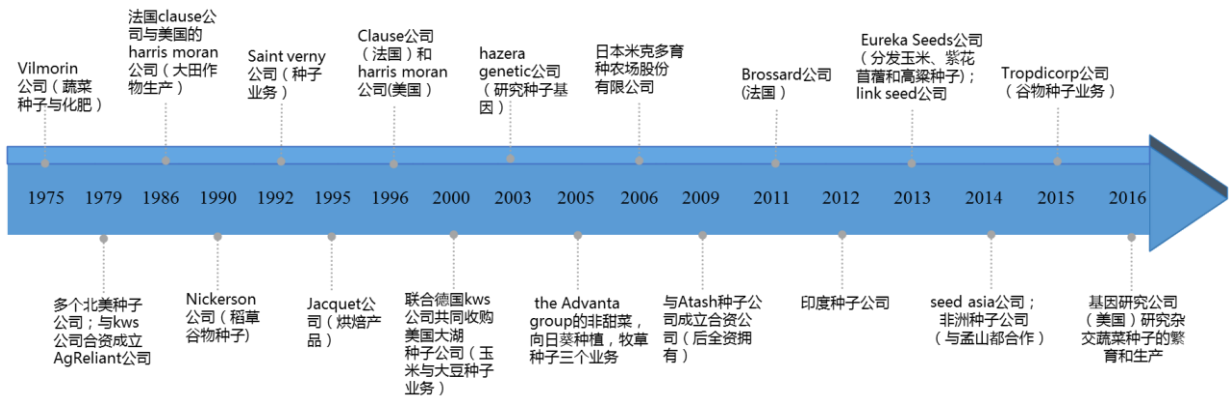 Vilmorin
公司（蔬菜
种子与化肥）
法国clause公
司与美国的
harris moran
公司（大田作
物生产）
Saint verny
公司（种子
业务）
Clause公司
（法国）和
harris moran
公司(美国）
hazera
genetic公司
（研究种子基
因）
日本米克多育
种农场股份
有限公司
Brossard公司
(法国）
Eureka Seeds公司
（分发玉米、紫花
苜蓿和高粱种子)；
link seed公司
Tropdicorp公司
（谷物种子业务）
1975 1979 1986 1990 1992 1995 1996 2000 2003 2005 2006 2009 2011 2012 2013 2014 2015 2016
多个北美种子
公司；与kws
公司合资成立
AgReliant公司
Nickerson
公司（稻草
谷物种子)
Jacquet公
司（烘焙产
品）
联合德国kws
公司共同收购
美国大湖
种子公司（玉
米与大豆种子
业务）
the Advanta
group的非甜菜，
向日葵种植，牧草
种子三个业务
与Atash种子公
司成立合资公
司（后全资拥
有）
印度种子公司
seed asia公司；
非洲种子公司
（与孟山都合作）
基因研究公司
（美国）研究杂
交蔬菜种子的繁
育和生产